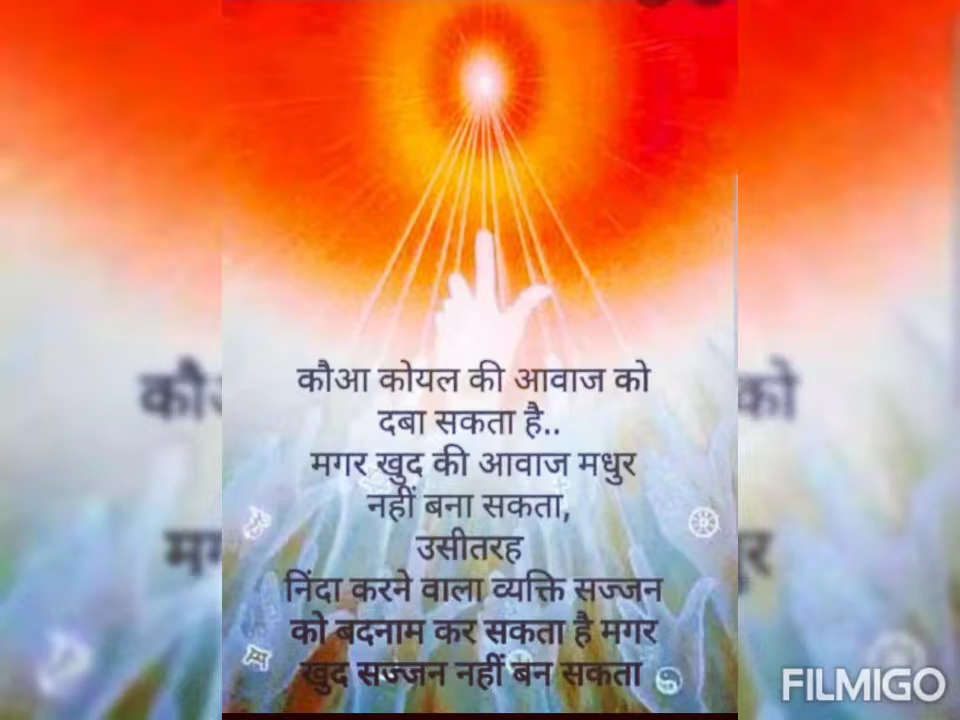 कौआ कोयल की आवाज को
दबा सकता है..
मगर खुद की आवाज मधुर
नहीं बना सकता,
उसीतरह
निंदा करने वाला व्यक्ति सज्जन
को बदनाम कर सकता है मगर
खुद सज्जन नहीं बन सकता
FILMIGO